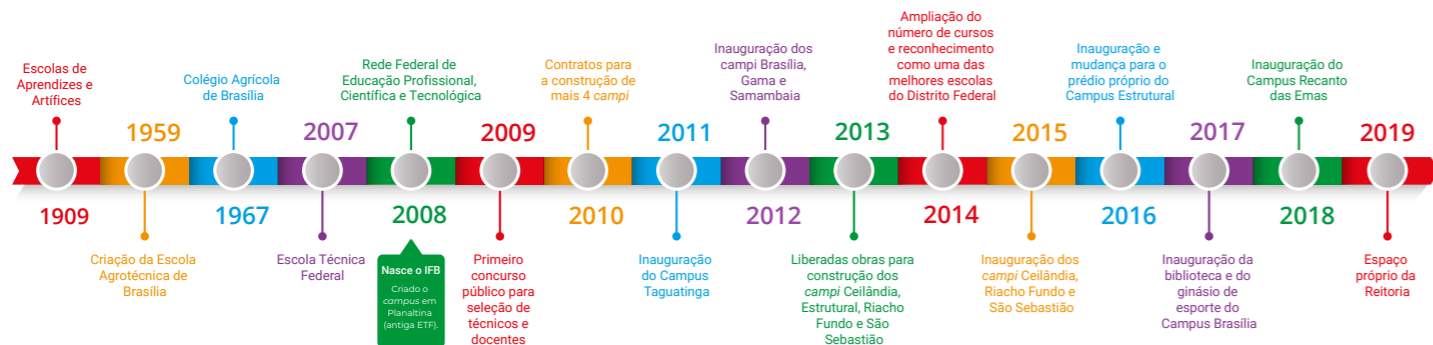 Escolas de
Aprendizes e
Artífices
1909
1959
Criação da Escola
Agrotécnica de
Brasília
Colégio Agrícola
de Brasília
1967
2007
Escola Técnica
Federal
Rede Federal de
Educação Profissional,
Científica e Tecnológica
2008
Nasce o IFB
Criado o
campus em
Planaltina
(antiga ETF).
2009
Primeiro
concurso
público para
seleção de
técnicos e
docentes
Contratos para
a construção de
mais 4 campi
2010
2011
Inauguração
do Campus
Taguatinga
Inauguração dos
campi Brasília,
Gama e
Samambaia
2012
2013
Liberadas obras para
construção dos
campi Ceilândia,
Estrutural, Riacho
Fundo e São
Sebastião
Ampliação do
número de cursos
e reconhecimento
como uma das
melhores escolas
do Distrito Federal
2014
2015
Inauguração dos
campi Ceilândia,
Riacho Fundo e
São Sebastião
Inauguração e
mudança para o
prédio próprio do
Campus Estrutural
2016
2017
Inauguração da
biblioteca e do
ginásio de
esporte do
Campus Brasília
Inauguração do
Campus Recanto
das Emas
2018
2019
Espaço
próprio da
Reitoria